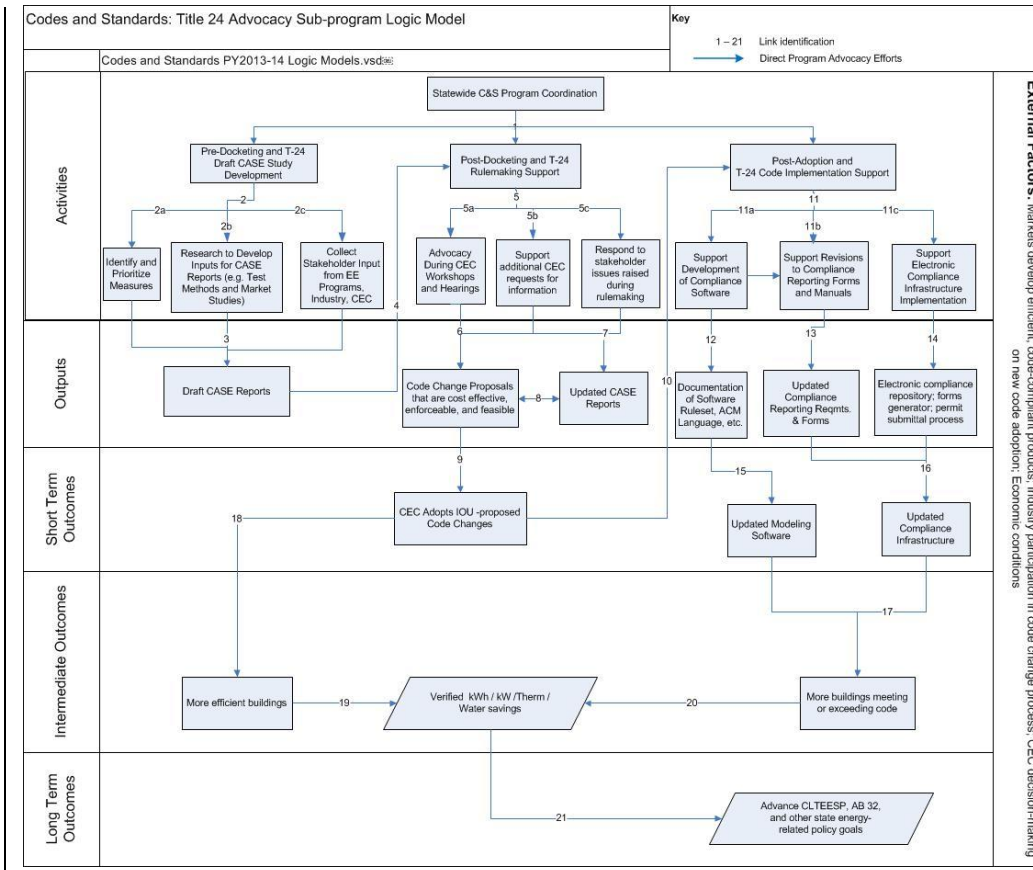 Codes and Standards: Title 24 Advocacy Sub-program Logic Model
Key
1 – 21 Link identification
Direct Program Advocacy Efforts
Codes and Standards PY2013-14 Logic Models.vsd
Activities
Statewide C&S Program Coordination
1
Pre-Docketing and T-24
Draft CASE Study
Development
Post-Docketing and T-24
Rulemaking Support
Post-Adoption and
T-24 Code Implementation Support
2
5
11
2a
2b
2c
5a
5b
5c
11a
11b
11c
Identify and
Prioritize
Measures
Research to Develop
Inputs for CASE
Reports (e.g. Test
Methods and Market
Studies)
Collect
Stakeholder Input
from EE
Programs,
Industry, CEC
Advocacy
During CEC
Workshops
and Hearings
Support
additional CEC
requests for
information
Respond to
stakeholder
issues raised
during
rulemaking
Support
Development
of Compliance
Software
Support Revisions
to Compliance
Reporting Forms
and Manuals
Support
Electronic
Compliance
Infrastructure
Implementation
4
Outputs
3
6
7
12
13
14
Draft CASE Reports
Code Change Proposals
that are cost effective,
enforceable, and feasible
8
Updated CASE
Reports
10
Documentation
of Software
Ruleset, ACM
Language, etc.
Updated
Compliance
Reporting Reqmts.
& Forms
Electronic compliance
repository; forms
generator; permit
submittal process
Short Term
Outcomes
9
15
16
18
CEC Adopts IOU -proposed
Code Changes
Updated Modeling
Software
Updated
Compliance
Infrastructure
Intermediate Outcomes
17
More efficient buildings
19
Verified kWh / kW /Therm /
Water savings
20
More buildings meeting
or exceeding code
Long Term
Outcomes
21
Advance CLTEESP, AB 32,
and other state energy-
related policy goals
External Factors: develop efficient, code-compliant products; Industry participation in code change process; CEC decision-making
on new code adoption; Economic conditions